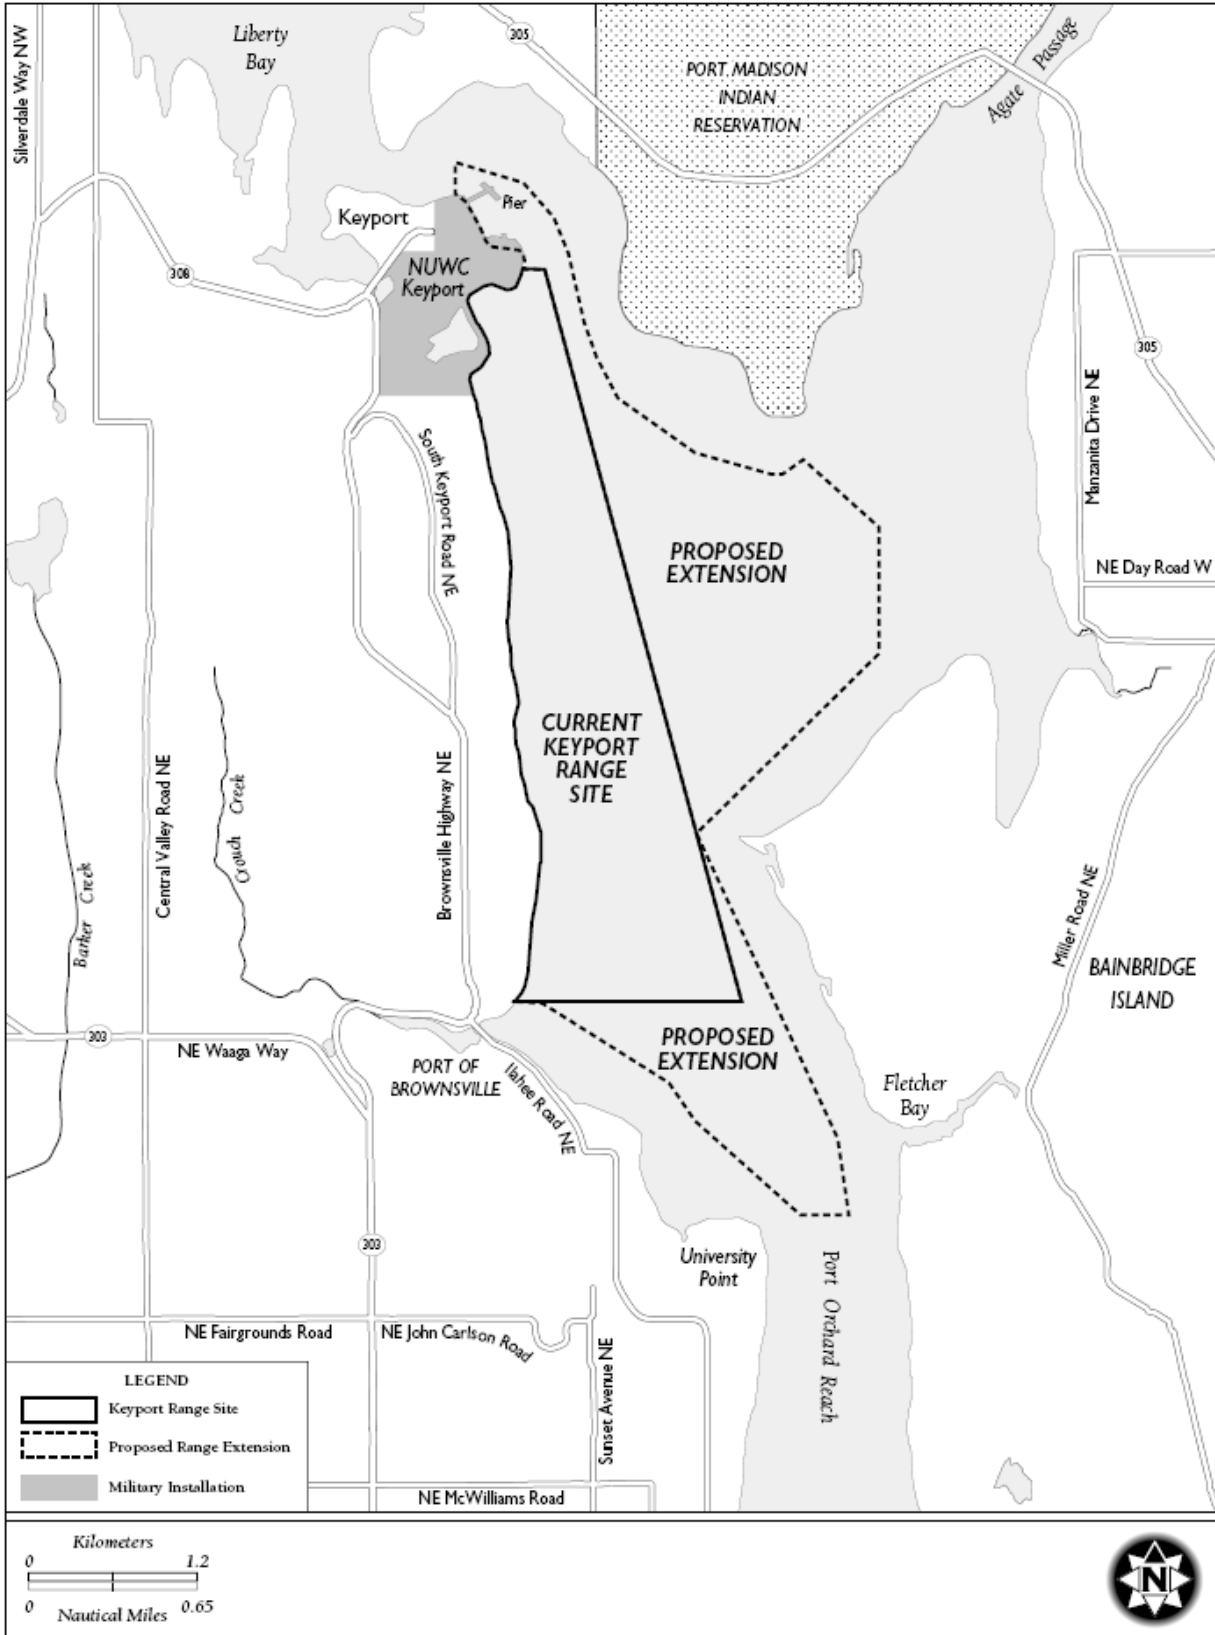 Liberty
Bay
305
Passage
Agate
PORT MADISON
INDIAN
RESERVATION
Silverdale Way NW
Pier
Keyport
308
NUWC
Keyport
305
Manzanita Drive NE
South Keyport Road NE
PROPOSED
EXTENSION
NE Day Road W
CURRENT
KEYPORT
RANGE
SITE
Central Valley Road NE
Crouch Creek
Brownsville Highway NE
Barker Creek
Miller Road NE
BAINBRIDGE
ISLAND
303
NE Waaga Way
PROPOSED
EXTENSION
PORT OF
BROWNSVILLE
Ilahee Road NE
Fletcher
Bay
303
University
Point
Port Orchard Reach
NE Fairgrounds Road
NE John Carlson Road
Sunset Avenue NE
LEGEND
Keyport Range Site
Proposed Range Extension
Military Installation
NE McWilliams Road
Kilometers
0 1.2
0 0.65
Nautical Miles
N